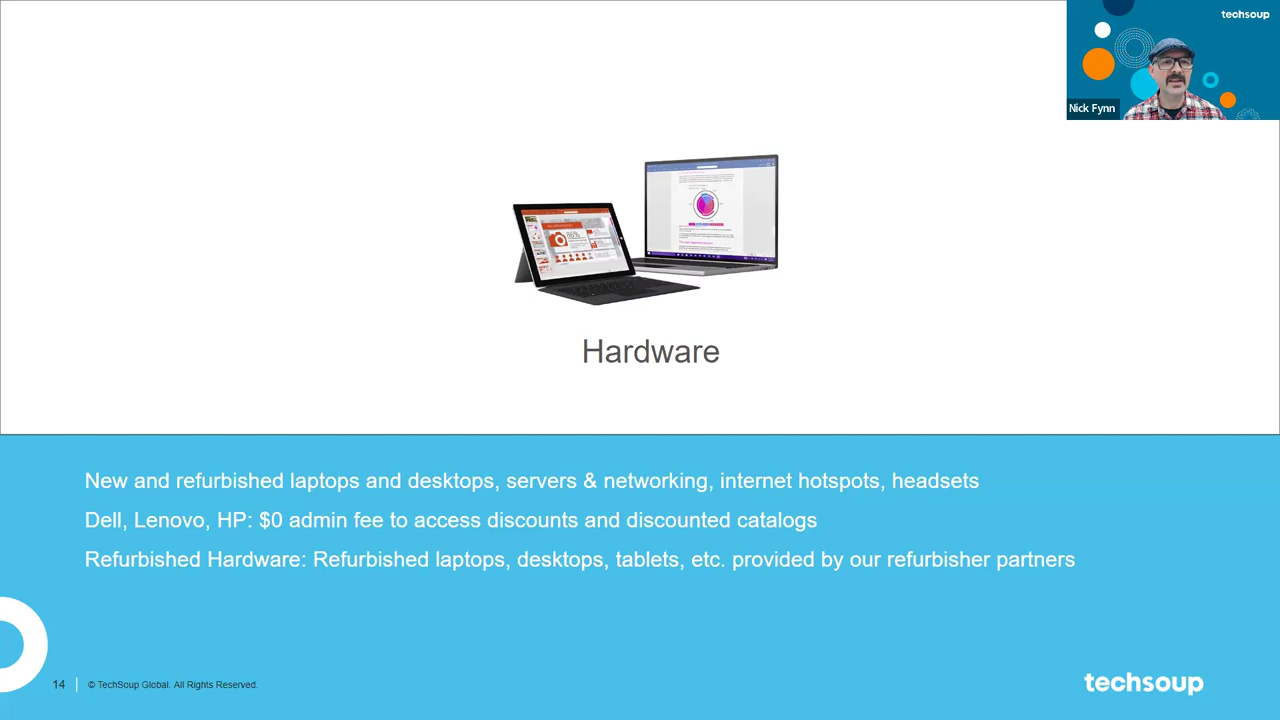 techsoup
Nick Fynn
86%
Hardware
New and refurbished laptops and desktops, servers & networking, internet hotspots, headsets
Dell, Lenovo, HP: $0 admin fee to access discounts and discounted catalogs
Refurbished Hardware: Refurbished laptops, desktops, tablets, etc. provided by our refurbisher partners
14
© TechSoup Global. All Rights Reserved.
techsoup